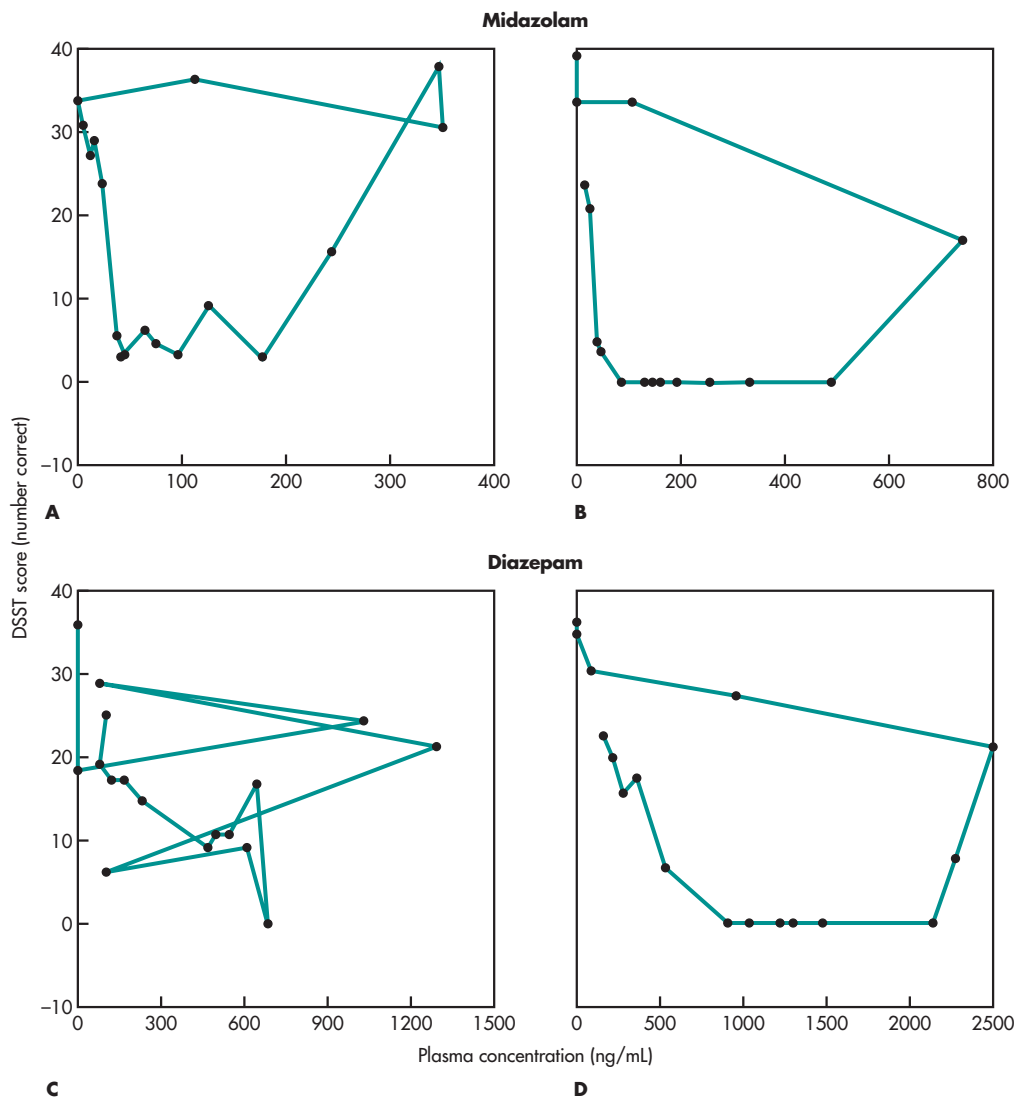 Midazolam
40
30
20
10
0
–10
0 100 200 300 400
A
0 200 400 600 800
B
DSST score (number correct)
Diazepam
40
30
20
10
0
–10
0 300 600 900 1200 1500
C
0 500 1000 1500 2000 2500
D
Plasma concentration (ng/mL)